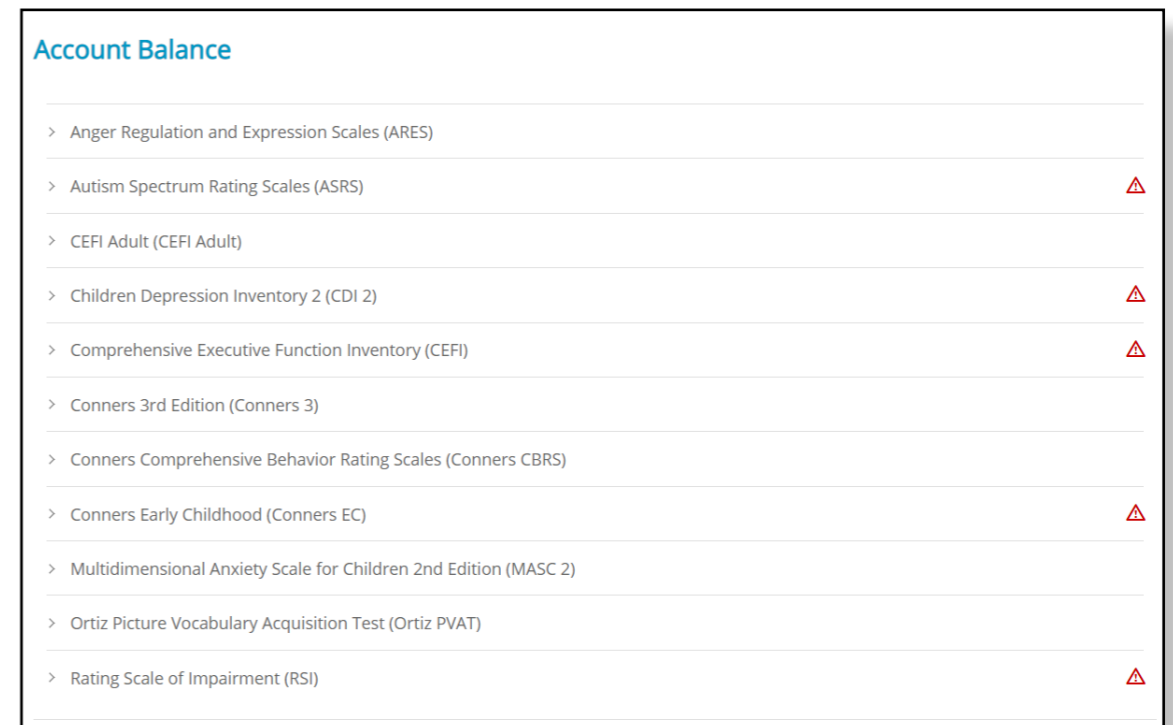 Account Balance
Anger Regulation and Expression Scales (ARES)
Autism Spectrum Rating Scales (ASRS)
CEFI Adult (CEFI Adult)
Children Depression Inventory 2 (CDI 2)
Comprehensive Executive Function Inventory (CEFI)
Conners 3rd Edition (Conners 3)
Conners Comprehensive Behavior Rating Scales (Conners CBRS)
Conners Early Childhood (Conners EC)
Multidimensional Anxiety Scale for Children 2nd Edition (MASC 2)
Ortiz Picture Vocabulary Acquisition Test (Ortiz PVAT)
Rating Scale of Impairment (RSI)